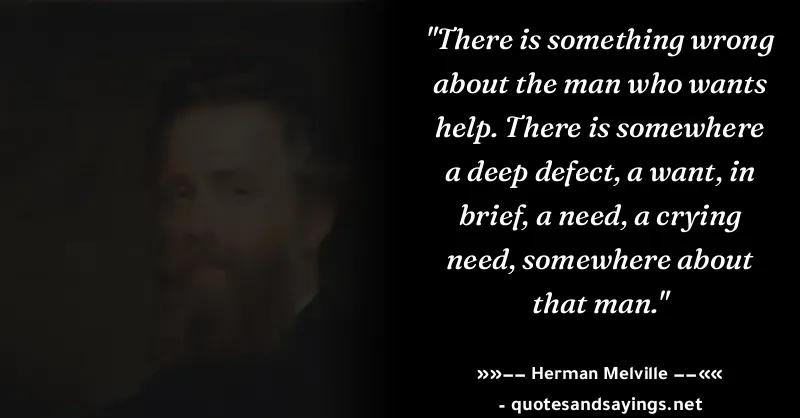 "There is something wrong
about the man who wants
help. There is somewhere
a deep defect, a want, in
brief, a need, a crying
need, somewhere about
that man."
»»–– Herman Melville ––««
- quotesandsayings.net